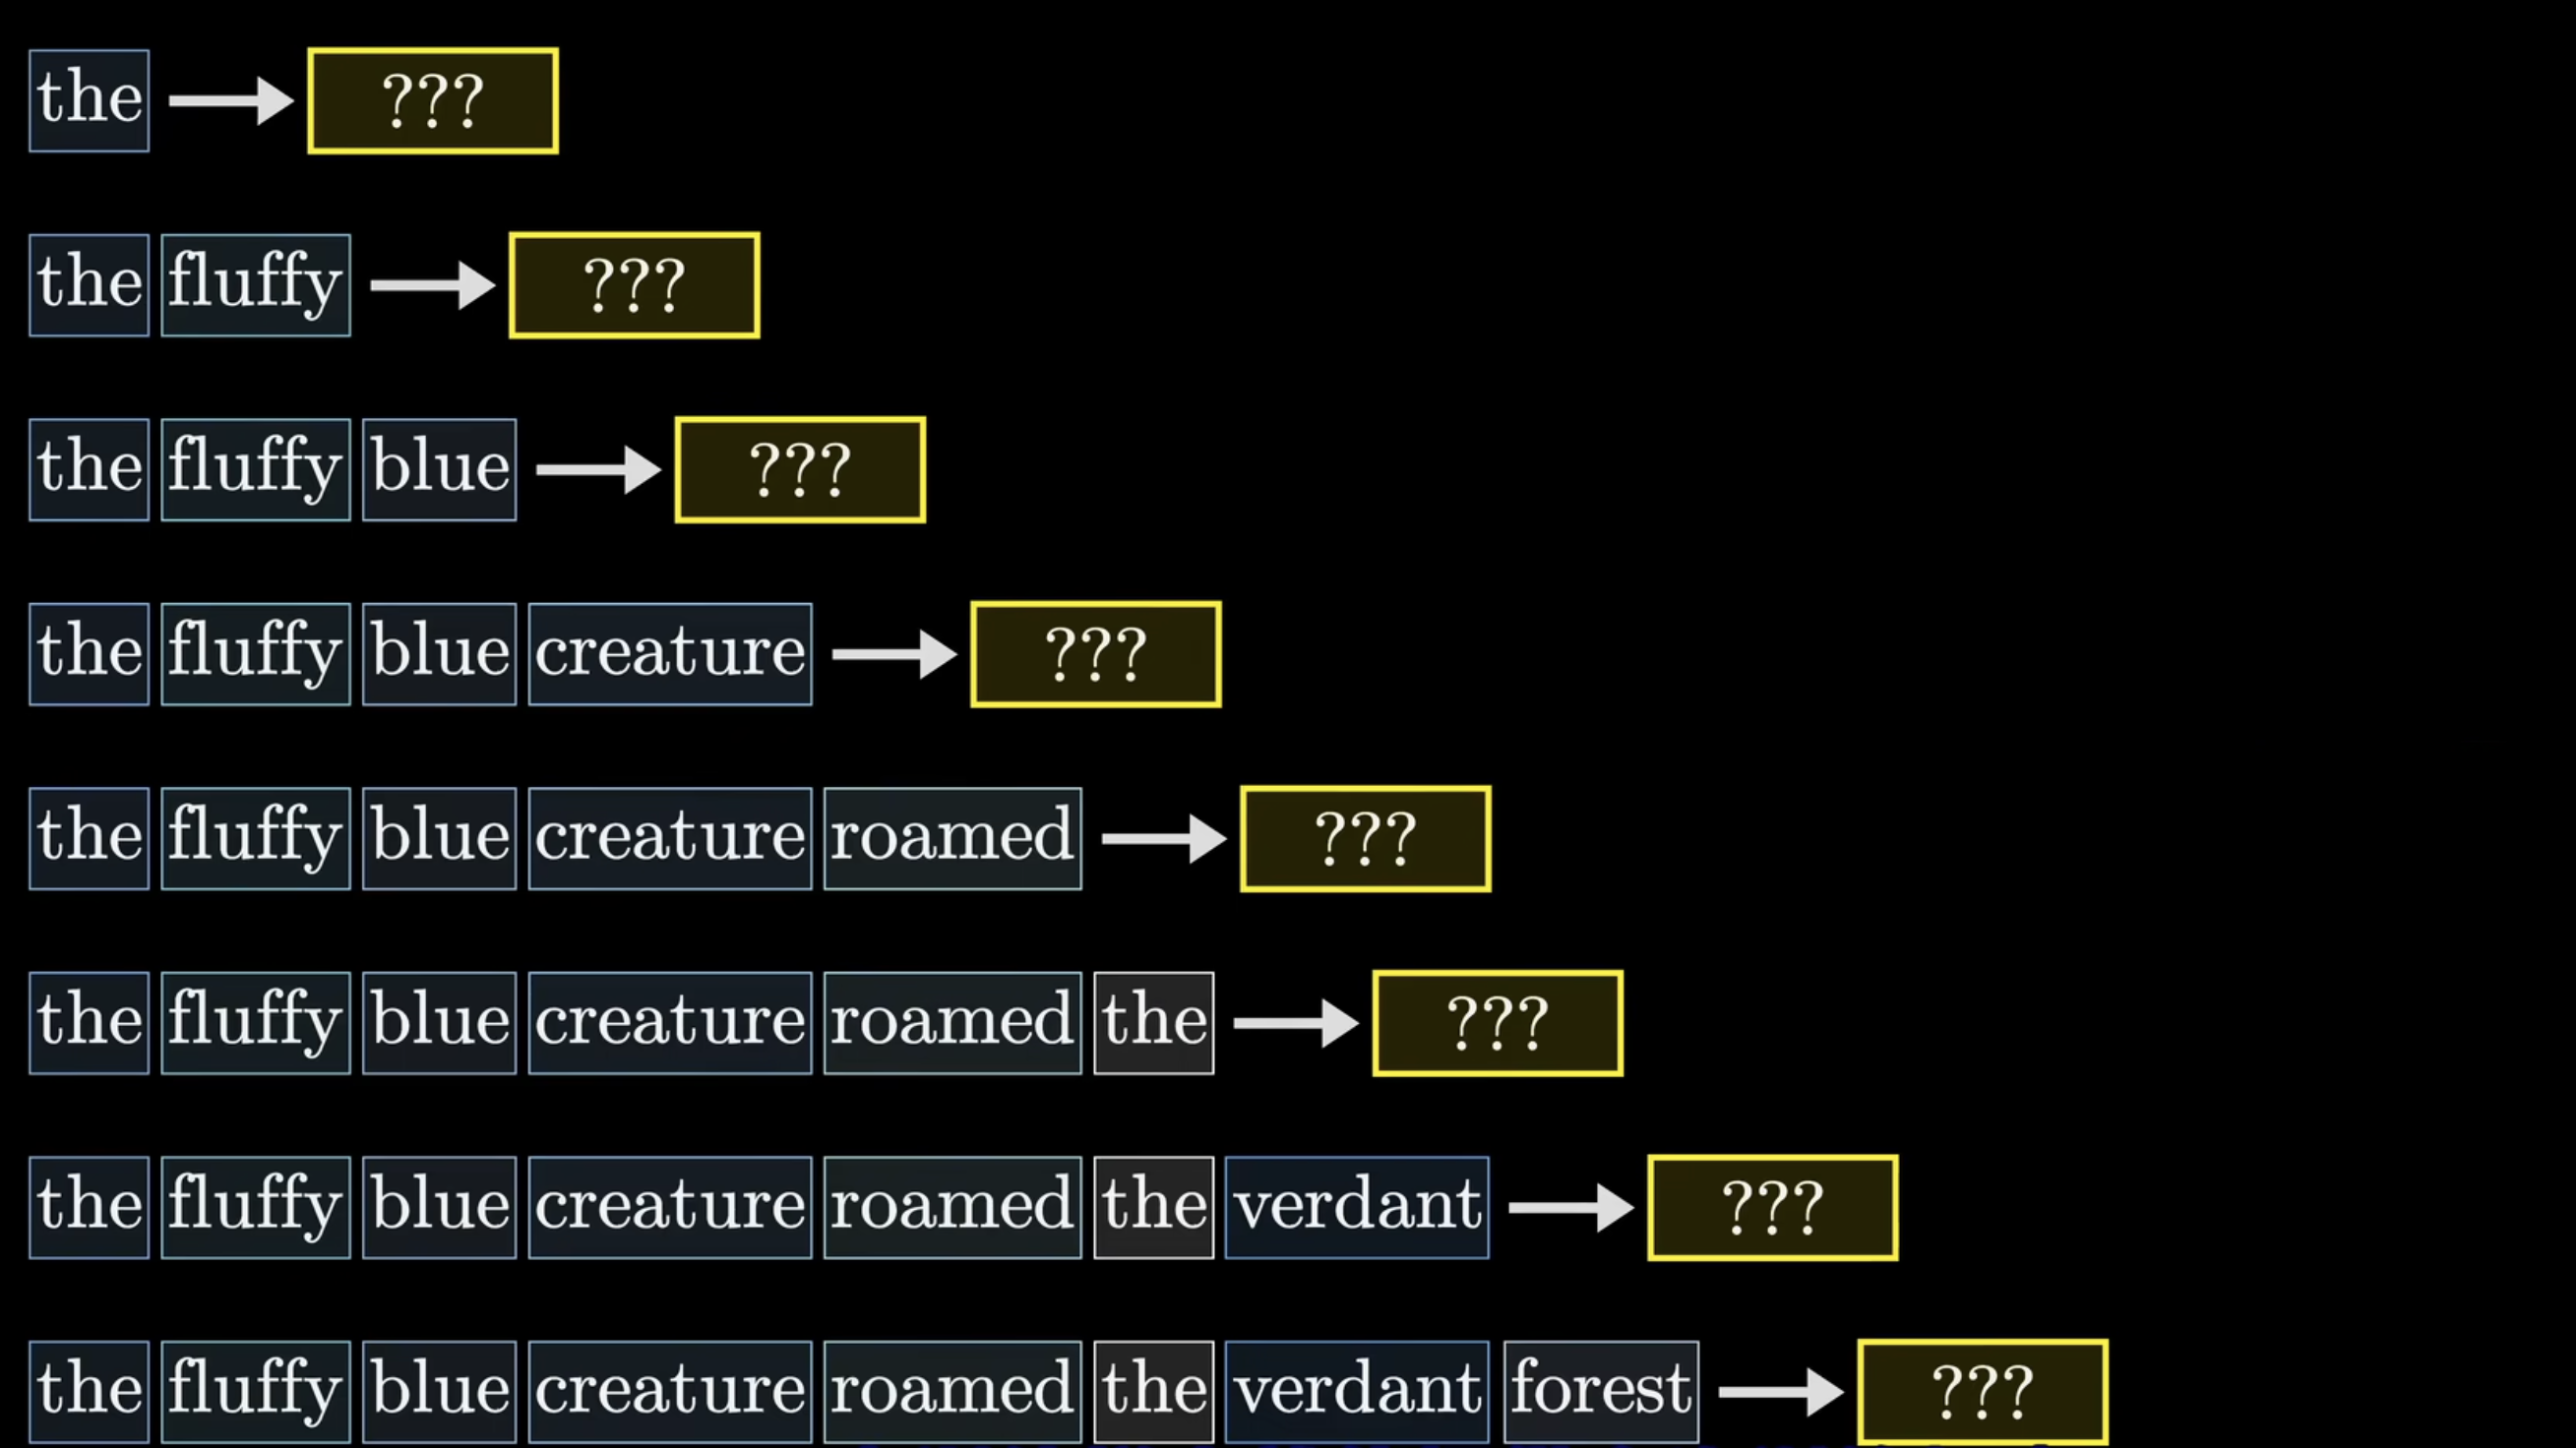 the ???
the fluffy ???
the fluffy blue ???
the fluffy blue creature ???
the fluffy blue creature roamed ???
the fluffy blue creature roamed the ???
the fluffy blue creature roamed the verdant ???
the fluffy blue creature roamed the verdant forest ???